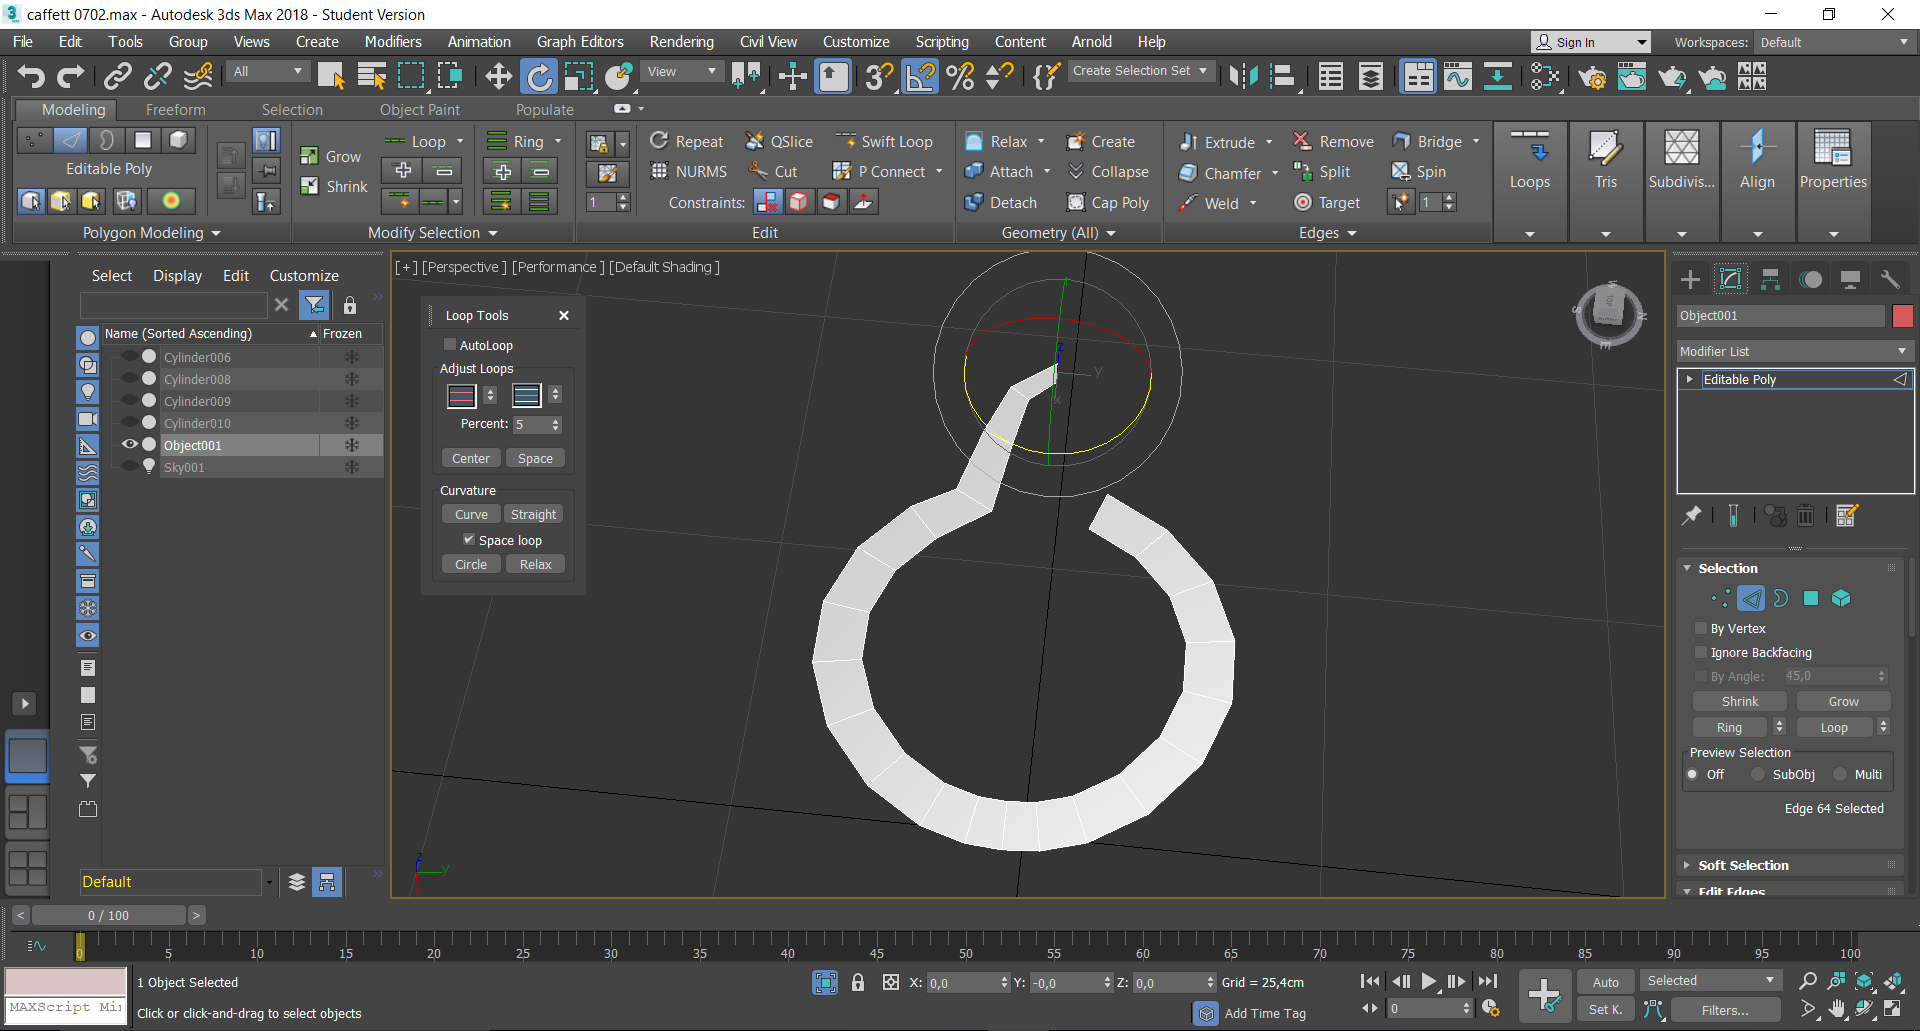 caffett 0702.max - Autodesk 3ds Max 2018 - Student Version
File Edit Tools Group Views Create Modifiers Animation Graph Editors Rendering Civil View Customize Scripting Content Arnold Help Sign In Workspaces: Default
All View Create Selection Set
Modeling Freeform Selection Object Paint Populate
Editable Poly
Polygon Modeling
Grow
Shrink
Loop Ring
Modify Selection
Repeat QSlice Swift Loop
NURMS Cut P Connect
1 Constraints:
Edit
Relax Create
Attach Collapse
Detach Cap Poly
Geometry (All)
Extrude Remove Bridge
Chamfer Split Spin
Weld Target 1
Edges
Loops Tris Subdivis... Align Properties
Select Display Edit Customize
Name (Sorted Ascending) Frozen
Cylinder006
Cylinder008
Cylinder009
Cylinder010
Object001
Sky001
Default
[+] [Perspective ] [Performance ] [Default Shading ]
Loop Tools
AutoLoop
Adjust Loops
Percent: 5
Center Space
Curvature
Curve Straight
Space loop
Circle Relax
z
y
x
z
y
x
TOP
W
S
N
E
Object001
Modifier List
Editable Poly
Selection
By Vertex
Ignore Backfacing
By Angle: 45,0
Shrink Grow
Ring Loop
Preview Selection
Off SubObj Multi
Edge 64 Selected
Soft Selection
Edit Edges
< 0 / 100 >
0 5 10 15 20 25 30 35 40 45 50 55 60 65 70 75 80 85 90 95 100
MAXScript Mi
1 Object Selected
Click or click-and-drag to select objects
X: 0,0 Y: -0,0 Z: 0,0 Grid = 25,4cm
Add Time Tag
0
Auto Selected
Set K. Filters...